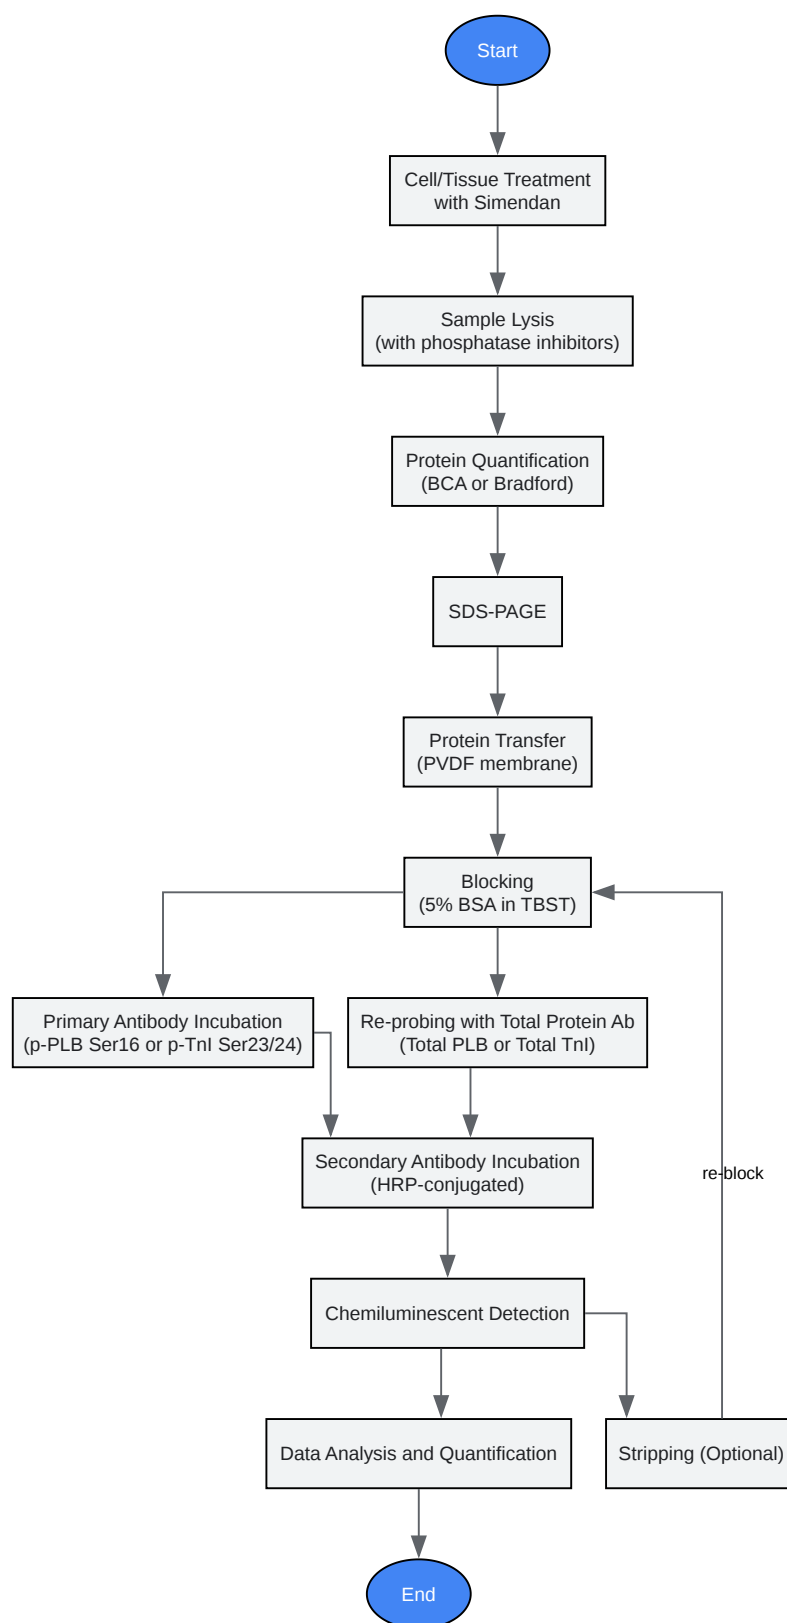 Start
Cell/Tissue Treatment
with Simendan
Sample Lysis
(with phosphatase inhibitors)
Protein Quantification
(BCA or Bradford)
SDS-PAGE
Protein Transfer
(PVDF membrane)
Blocking
(5% BSA in TBST)
Primary Antibody Incubation
(p-PLB Ser16 or p-TnI Ser23/24)
Re-probing with Total Protein Ab
(Total PLB or Total TnI)
Secondary Antibody Incubation
(HRP-conjugated)
re-block
Chemiluminescent Detection
Data Analysis and Quantification
Stripping (Optional)
End